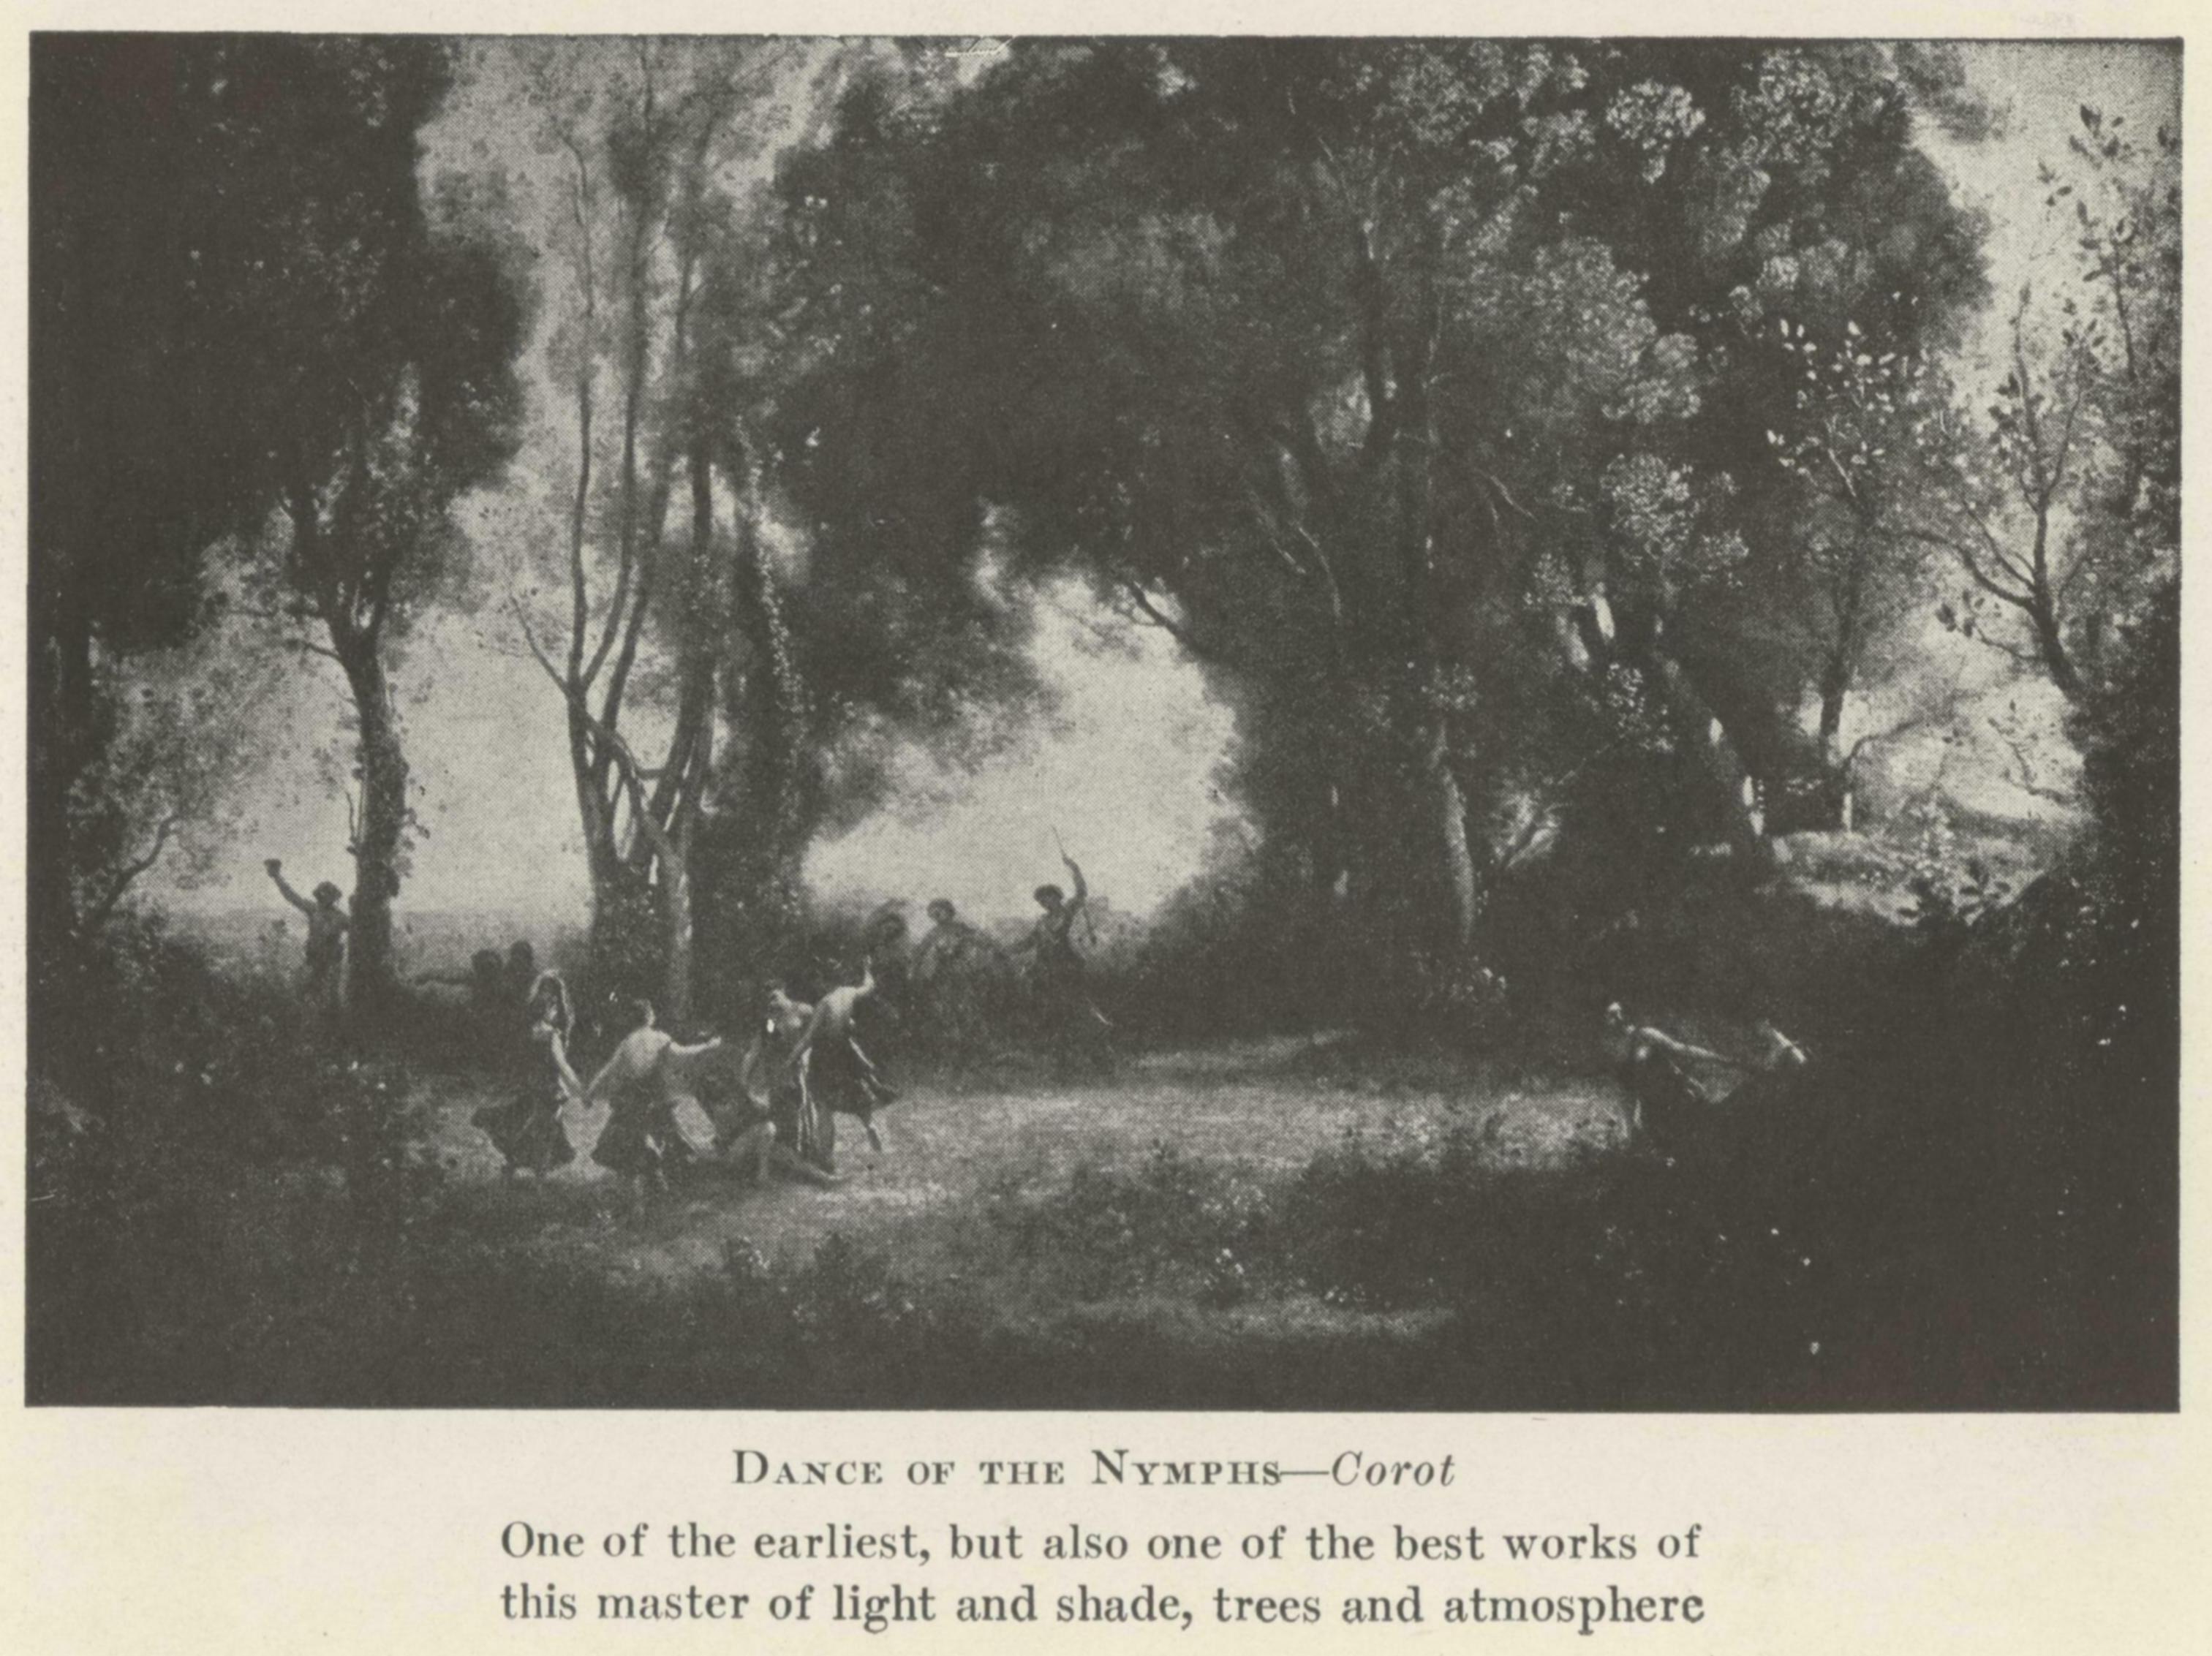 Dance of the Nymphs—Corot
One of the earliest, but also one of the best works of
this master of light and shade, trees and atmosphere